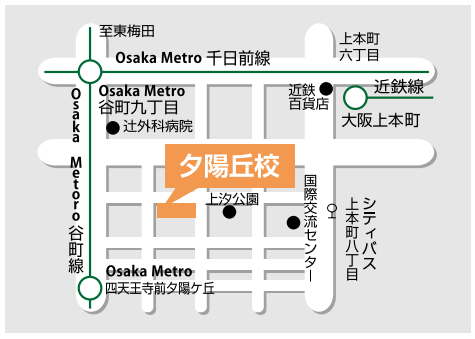 至東梅田
Osaka Metro 千日前線
上本町
六丁目
Osaka Metro
谷町九丁目
近鉄
百貨店
近鉄線
大阪上本町
辻外科病院
Osaka Metoro 谷町線
夕陽丘校
上汐公園
国際交流センター
シティバス
上本町八丁目
Osaka Metro
四天王寺前夕陽ケ丘